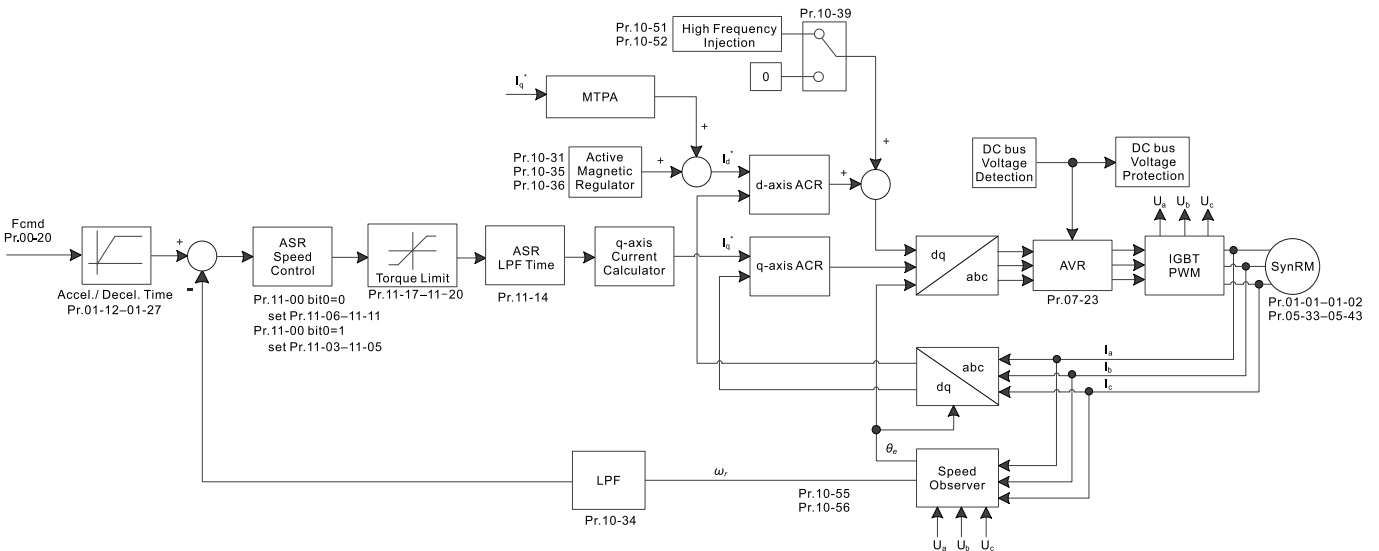 Pr.10-39
Pr.10-51
Pr.10-52
High Frequency
Injection
0
Iq*
MTPA
+
+
Pr.10-31
Pr.10-35
Pr.10-36
Active
Magnetic
Regulator
+
Id*
d-axis ACR
+
DC bus
Voltage
Detection
DC bus
Voltage
Protection
Ua Ub Uc
Fcmd
Pr.00-20
+
-
Accel./ Decel. Time
Pr.01-12–01-27
ASR
Speed
Control
Pr.11-00 bit0=0
set Pr.11-06–11-11
Pr.11-00 bit0=1
set Pr.11-03–11-05
Torque Limit
Pr.11-17–11-20
ASR
LPF Time
Pr.11-14
q-axis
Current
Calculator
Iq*
q-axis ACR
dq
abc
AVR
Pr.07-23
IGBT
PWM
SynRM
Pr.01-01–01-02
Pr.05-33–05-43
abc
dq
Ia
Ib
Ic
θe
Speed
Observer
ωr
LPF
Pr.10-34
Pr.10-55
Pr.10-56
Ua Ub Uc